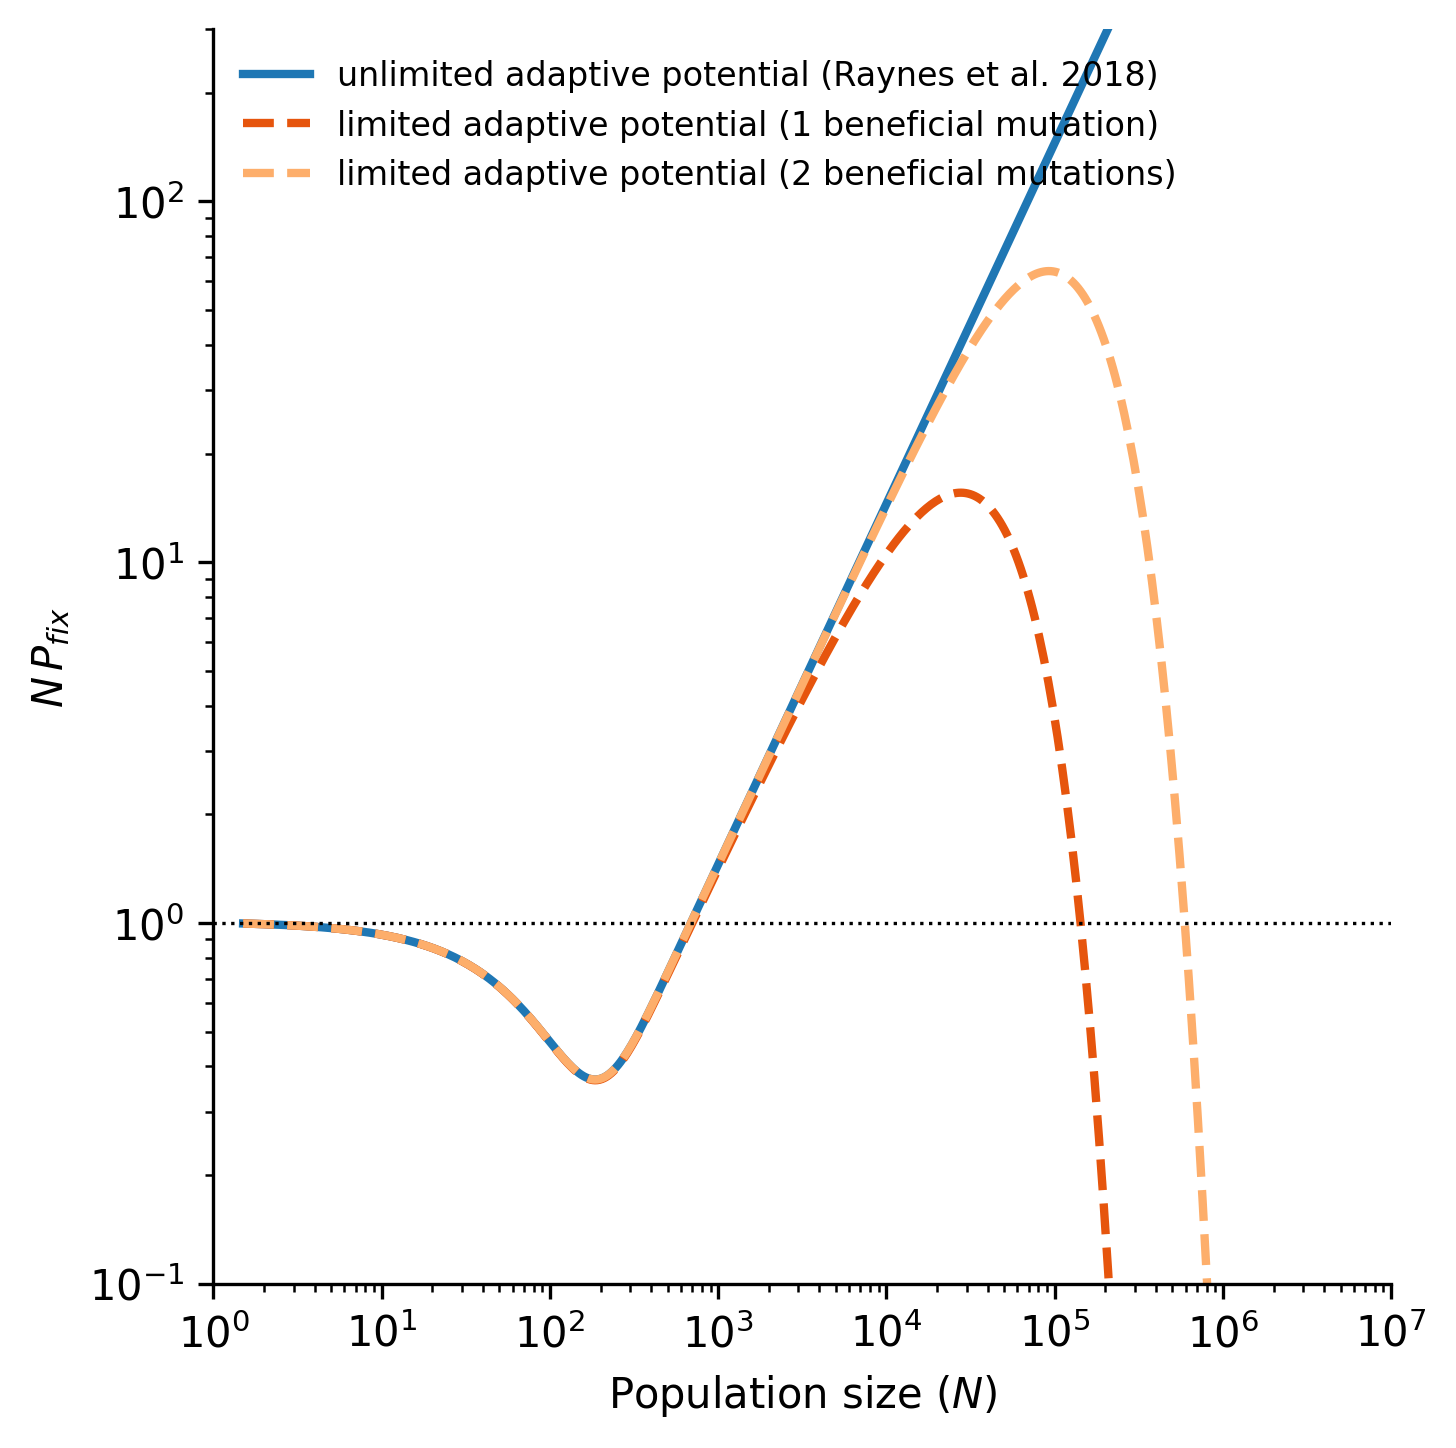 unlimited adaptive potential (Raynes et al. 2018)
limited adaptive potential (1 beneficial mutation)
limited adaptive potential (2 beneficial mutations)
10²
10¹
10⁰
10⁻¹
N P_fix
10⁰ 10¹ 10² 10³ 10⁴ 10⁵ 10⁶ 10⁷
Population size (N)